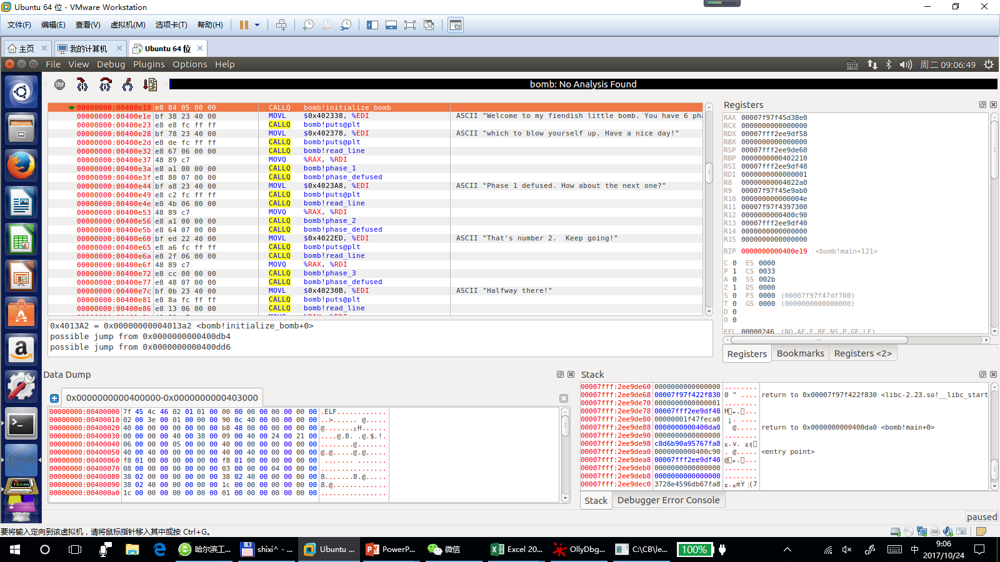 Ubuntu 64 位 - VMware Workstation
文件(F) 编辑(E) 查看(V) 虚拟机(M) 选项卡(T) 帮助(H)
主页 我的计算机 Ubuntu 64 位
File View Debug Plugins Options Help 周二 09:06:49
STOP bomb: No Analysis Found
00000000:00400e19 e8 84 05 00 00 CALLQ bomb!initialize_bomb
00000000:00400e1e bf 38 23 40 00 MOVL $0x402338, %EDI ASCII "Welcome to my fiendish little bomb. You have 6 pha
00000000:00400e23 e8 e8 fc ff ff CALLQ bomb!puts@plt
00000000:00400e28 bf 78 23 40 00 MOVL $0x402378, %EDI ASCII "which to blow yourself up. Have a nice day!"
00000000:00400e2d e8 de fc ff ff CALLQ bomb!puts@plt
00000000:00400e32 e8 67 06 00 00 CALLQ bomb!read_line
00000000:00400e37 48 89 c7 MOVQ %RAX, %RDI
00000000:00400e3a e8 a1 00 00 00 CALLQ bomb!phase_1
00000000:00400e3f e8 80 07 00 00 CALLQ bomb!phase_defused
00000000:00400e44 bf a8 23 40 00 MOVL $0x4023A8, %EDI ASCII "Phase 1 defused. How about the next one?"
00000000:00400e49 e8 c2 fc ff ff CALLQ bomb!puts@plt
00000000:00400e4e e8 4b 06 00 00 CALLQ bomb!read_line
00000000:00400e53 48 89 c7 MOVQ %RAX, %RDI
00000000:00400e56 e8 a1 00 00 00 CALLQ bomb!phase_2
00000000:00400e5b e8 64 07 00 00 CALLQ bomb!phase_defused
00000000:00400e60 bf ed 22 40 00 MOVL $0x4022ED, %EDI ASCII "That's number 2.  Keep going!"
00000000:00400e65 e8 a6 fc ff ff CALLQ bomb!puts@plt
00000000:00400e6a e8 2f 06 00 00 CALLQ bomb!read_line
00000000:00400e6f 48 89 c7 MOVQ %RAX, %RDI
00000000:00400e72 e8 cc 00 00 00 CALLQ bomb!phase_3
00000000:00400e77 e8 48 07 00 00 CALLQ bomb!phase_defused
00000000:00400e7c bf 0b 23 40 00 MOVL $0x40230B, %EDI ASCII "Halfway there!"
00000000:00400e81 e8 8a fc ff ff CALLQ bomb!puts@plt
00000000:00400e86 e8 13 06 00 00 CALLQ bomb!read_line
0x4013A2 = 0x00000000004013a2 <bomb!initialize_bomb+0>
possible jump from 0x0000000000400db4
possible jump from 0x0000000000400dd6
Registers
RAX 00007f97f45d38e0
RCX 0000000000000000
RDX 00007fff2ee9df58
RBX 0000000000000000
RSP 00007fff2ee9de60
RBP 0000000000402210
RSI 00007fff2ee9df48
RDI 0000000000000001
R8 00000000004022a0
R9 00007f97f45e9ab0
R10 000000000000004e
R11 00007f97f4397300
R12 0000000000400c90
R13 00007fff2ee9df40
R14 0000000000000000
R15 0000000000000000
RIP 0000000000400e19 <bomb!main+121>
C 0 ES 0000
P 1 CS 0033
A 0 SS 002b
Z 1 DS 0000
S 0 FS 0000 (00007f97f47df700)
T 0 GS 0000 (0000000000000000)
D 0
O 0
EFL 00000246 (NO,AE,E,BE,NS,P,GE,LE)
Registers Bookmarks Registers <2>
Data Dump
0x0000000000400000-0x0000000000403000
00000000:00400000 7f 45 4c 46 02 01 01 00 00 00 00 00 00 00 00 00 .ELF............
00000000:00400010 02 00 3e 00 01 00 00 00 90 0c 40 00 00 00 00 00 ..>...... @.....
00000000:00400020 40 00 00 00 00 00 00 00 b8 48 00 00 00 00 00 00
00000000:00400030 00 00 00 00 40 00 38 00 09 00 40 00 24 00 21 00 ....@.8. .@.$.!.
00000000:00400040 06 00 00 00 05 00 00 00 40 00 00 00 00 00 00 00 ........@.......
00000000:00400050 40 00 40 00 00 00 00 00 40 00 40 00 00 00 00 00 @.@.....@.@.....
00000000:00400060 f8 01 00 00 00 00 00 00 f8 01 00 00 00 00 00 00
00000000:00400070 08 00 00 00 00 00 00 00 03 00 00 00 04 00 00 00 ................
00000000:00400080 38 02 00 00 00 00 00 00 38 02 40 00 00 00 00 00 8.......8.@.....
00000000:00400090 38 02 40 00 00 00 00 00 1c 00 00 00 00 00 00 00 8.@.............
00000000:004000a0 1c 00 00 00 00 00 00 00 01 00 00 00 00 00 00 00 ................
Stack
00007fff:2ee9de60 0000000000000000 ........
00007fff:2ee9de68 00007f97f422f830 return to 0x00007f97f422f830 <libc-2.23.so!__libc_start
00007fff:2ee9de70 0000000000000001 ........
00007fff:2ee9de78 00007fff2ee9df48
00007fff:2ee9de80 00000001f47feca0
00007fff:2ee9de88 0000000000400da0 return to 0x0000000000400da0 <bomb!main+0>
00007fff:2ee9de90 0000000000000000 ........
00007fff:2ee9de98 c8d6b90a95767fa8
00007fff:2ee9dea0 0000000000400c90 <entry point>
00007fff:2ee9dea8 00007fff2ee9df40
00007fff:2ee9deb0 0000000000000000 ........
00007fff:2ee9deb8 0000000000000000 ........
00007fff:2ee9dec0 3728e4596db67fa8
Stack Debugger Error Console
paused
要将输入定向到该虚拟机，请将鼠标指针移入其中或按 Ctrl+G。
哈尔滨工... shixi^ - ... Ubuntu ... PowerP... 微信 Excel 20... OllyDbg... C:\CB\le... 100% 中 9:06
2017/10/24